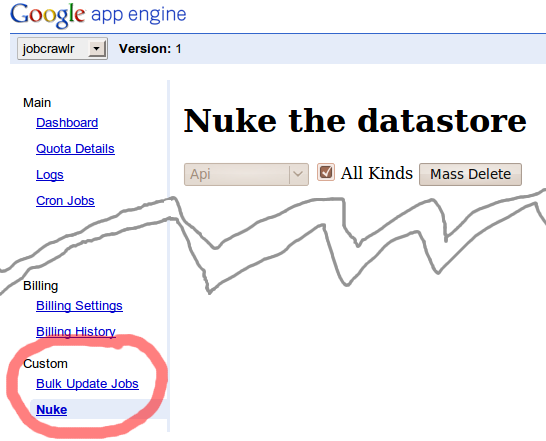 Google app engine
jobcrawlr Version: 1
Main
Dashboard
Quota Details
Logs
Cron Jobs
Nuke the datastore
Api All Kinds Mass Delete
Billing
Billing Settings
Billing History
Custom
Bulk Update Jobs
Nuke